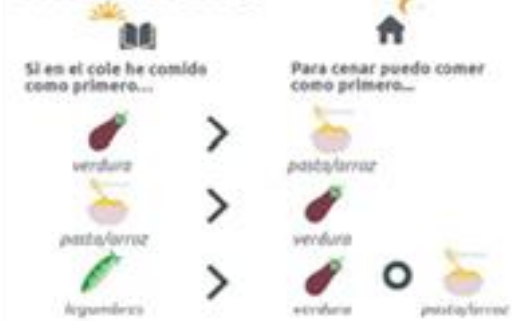 Si en el cole he comido
como primero...
Para cenar puedo comer
como primero...
verdura
pasta/arroz
pasta/arroz
verdura
legumbres
verdura
O
pasta/arroz